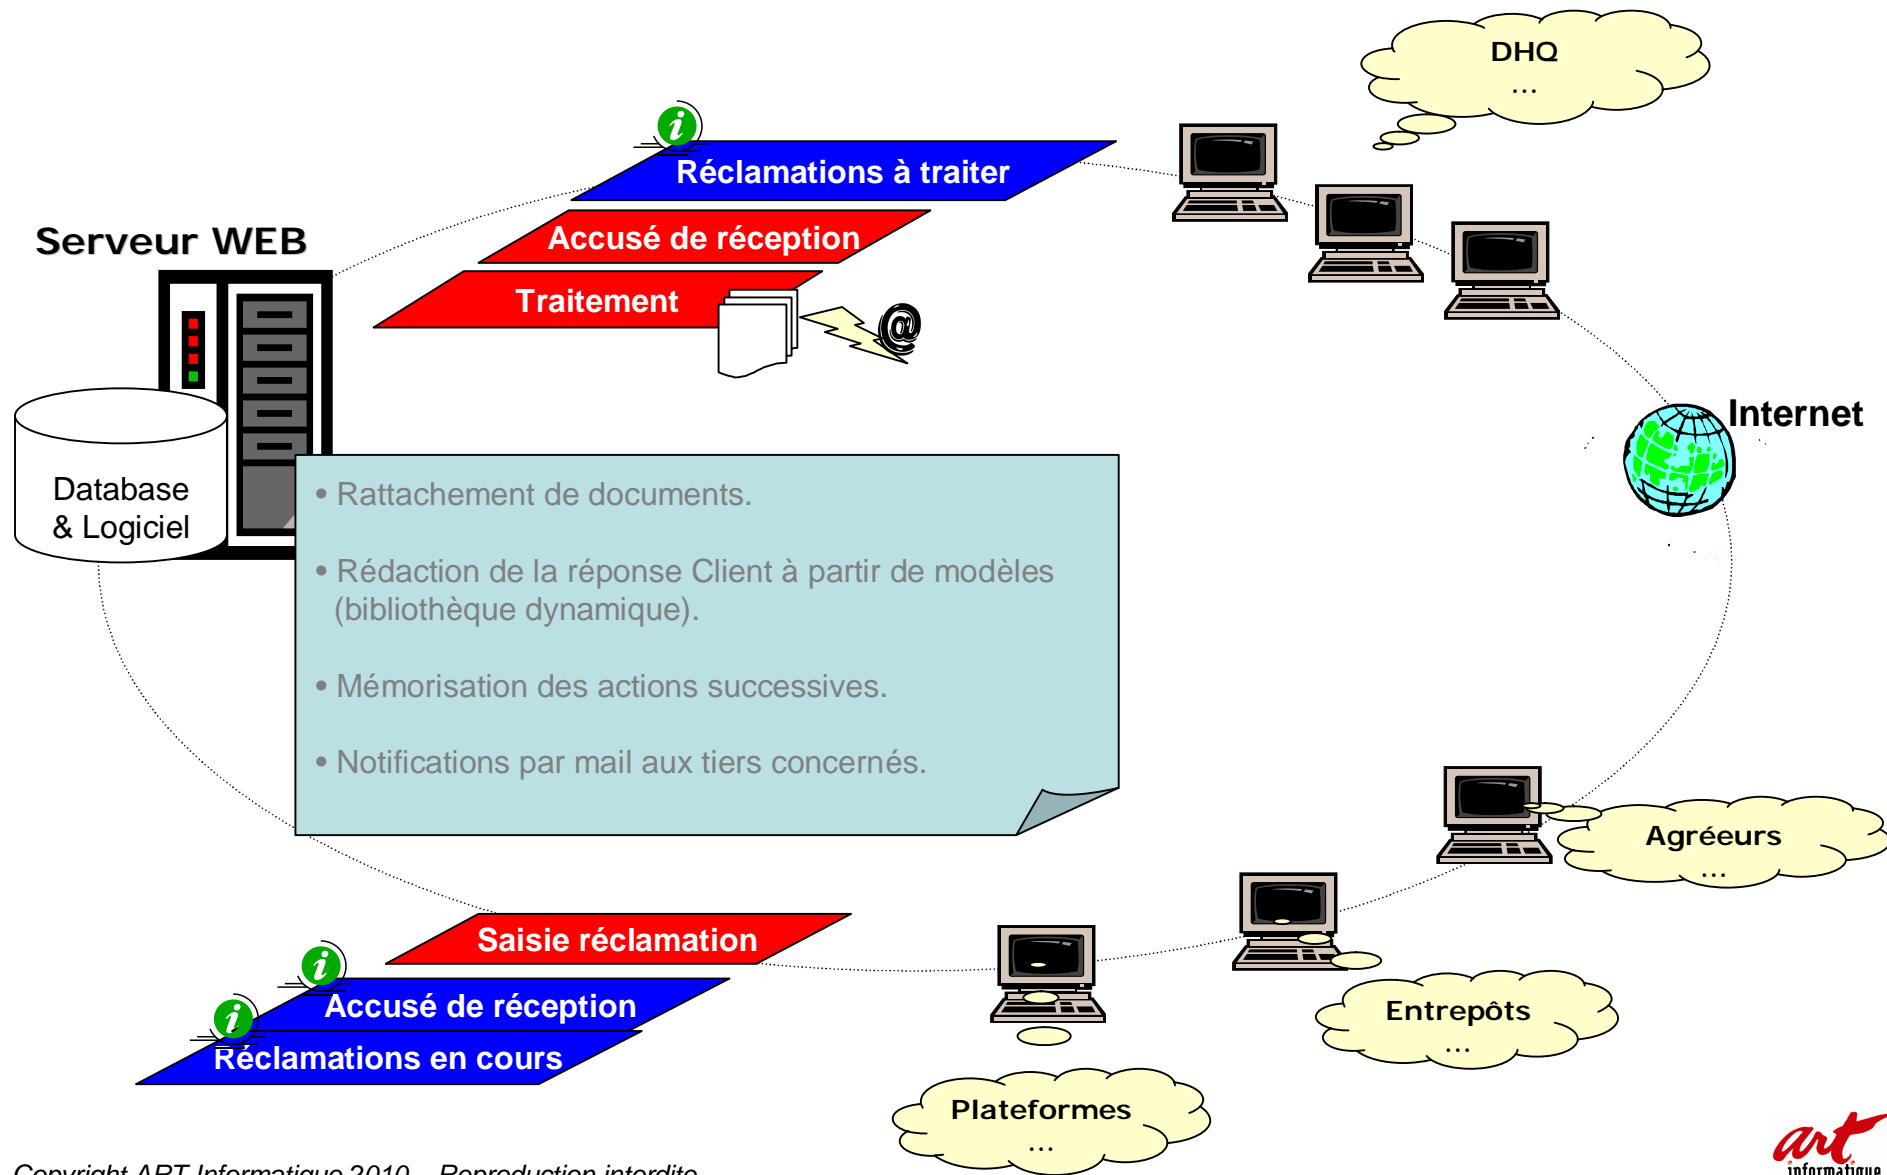 DHQ
...
Réclamations à traiter
Accusé de réception
Serveur WEB
Traitement
@
Internet
Database
& Logiciel
• Rattachement de documents.
• Rédaction de la réponse Client à partir de modèles
(bibliothèque dynamique).
• Mémorisation des actions successives.
• Notifications par mail aux tiers concernés.
Agréeurs
...
Saisie réclamation
Accusé de réception
Réclamations en cours
Entrepôts
...
Plateformes
...
Copyright ART Informatique 2010 – Reproduction interdite
art
informatique